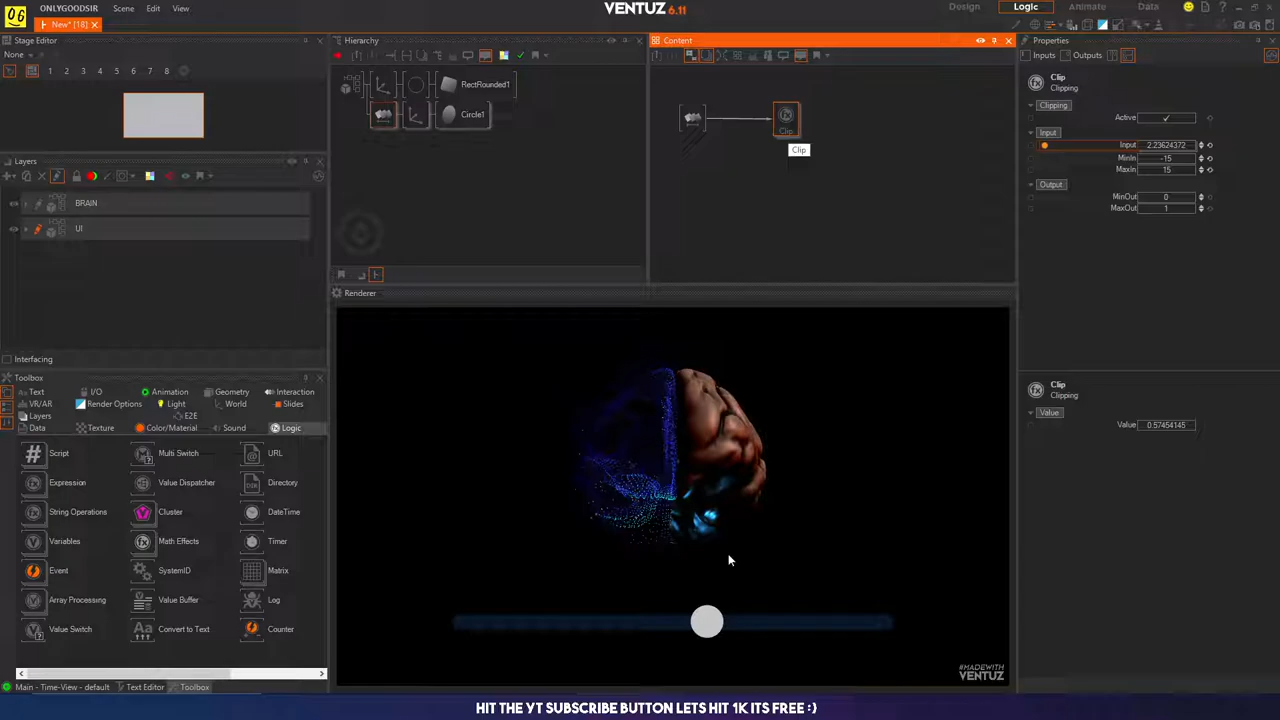 06
ONLYGOODSIR
Scene Edit View
VENTUZ 6.11
Design Logic Animate Data
New* [18]
Stage Editor
None
1 2 3 4 5 6 7 8
Layers
BRAIN
UI
Interfacing
Hierarchy
RectRounded1
Circle1
Content
Clip
Clip
Properties
Inputs Outputs
Clip
Clipping
Clipping
Active
Input
Input 2.23624372
MinIn -15
MaxIn 15
Output
MinOut 0
MaxOut 1
Clip
Clipping
Value
Value 0.57454145
Renderer
#MADEWITH
VENTUZ
Toolbox
Text I/O Animation Geometry Interaction
VR/AR Render Options Light World Slides
Layers E2E
Data Texture Color/Material Sound Logic
Script Multi Switch URL
Expression Value Dispatcher Directory
String Operations Cluster DateTime
Variables Math Effects Timer
Event SystemID Matrix
Array Processing Value Buffer Log
Value Switch Convert to Text Counter
Main - Time-View - default Text Editor Toolbox
HIT THE YT SUBSCRIBE BUTTON LETS HIT 1K ITS FREE :)